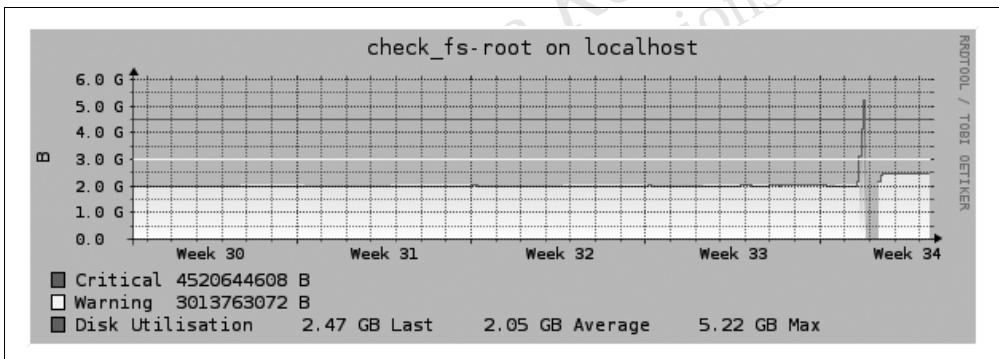 check_fs-root on localhost
RRDTOOL / TOBI OETIKER
6.0 G
5.0 G
4.0 G
3.0 G
2.0 G
1.0 G
0.0
B
Week 30 Week 31 Week 32 Week 33 Week 34
Critical 4520644608 B
Warning 3013763072 B
Disk Utilisation 2.47 GB Last 2.05 GB Average 5.22 GB Max